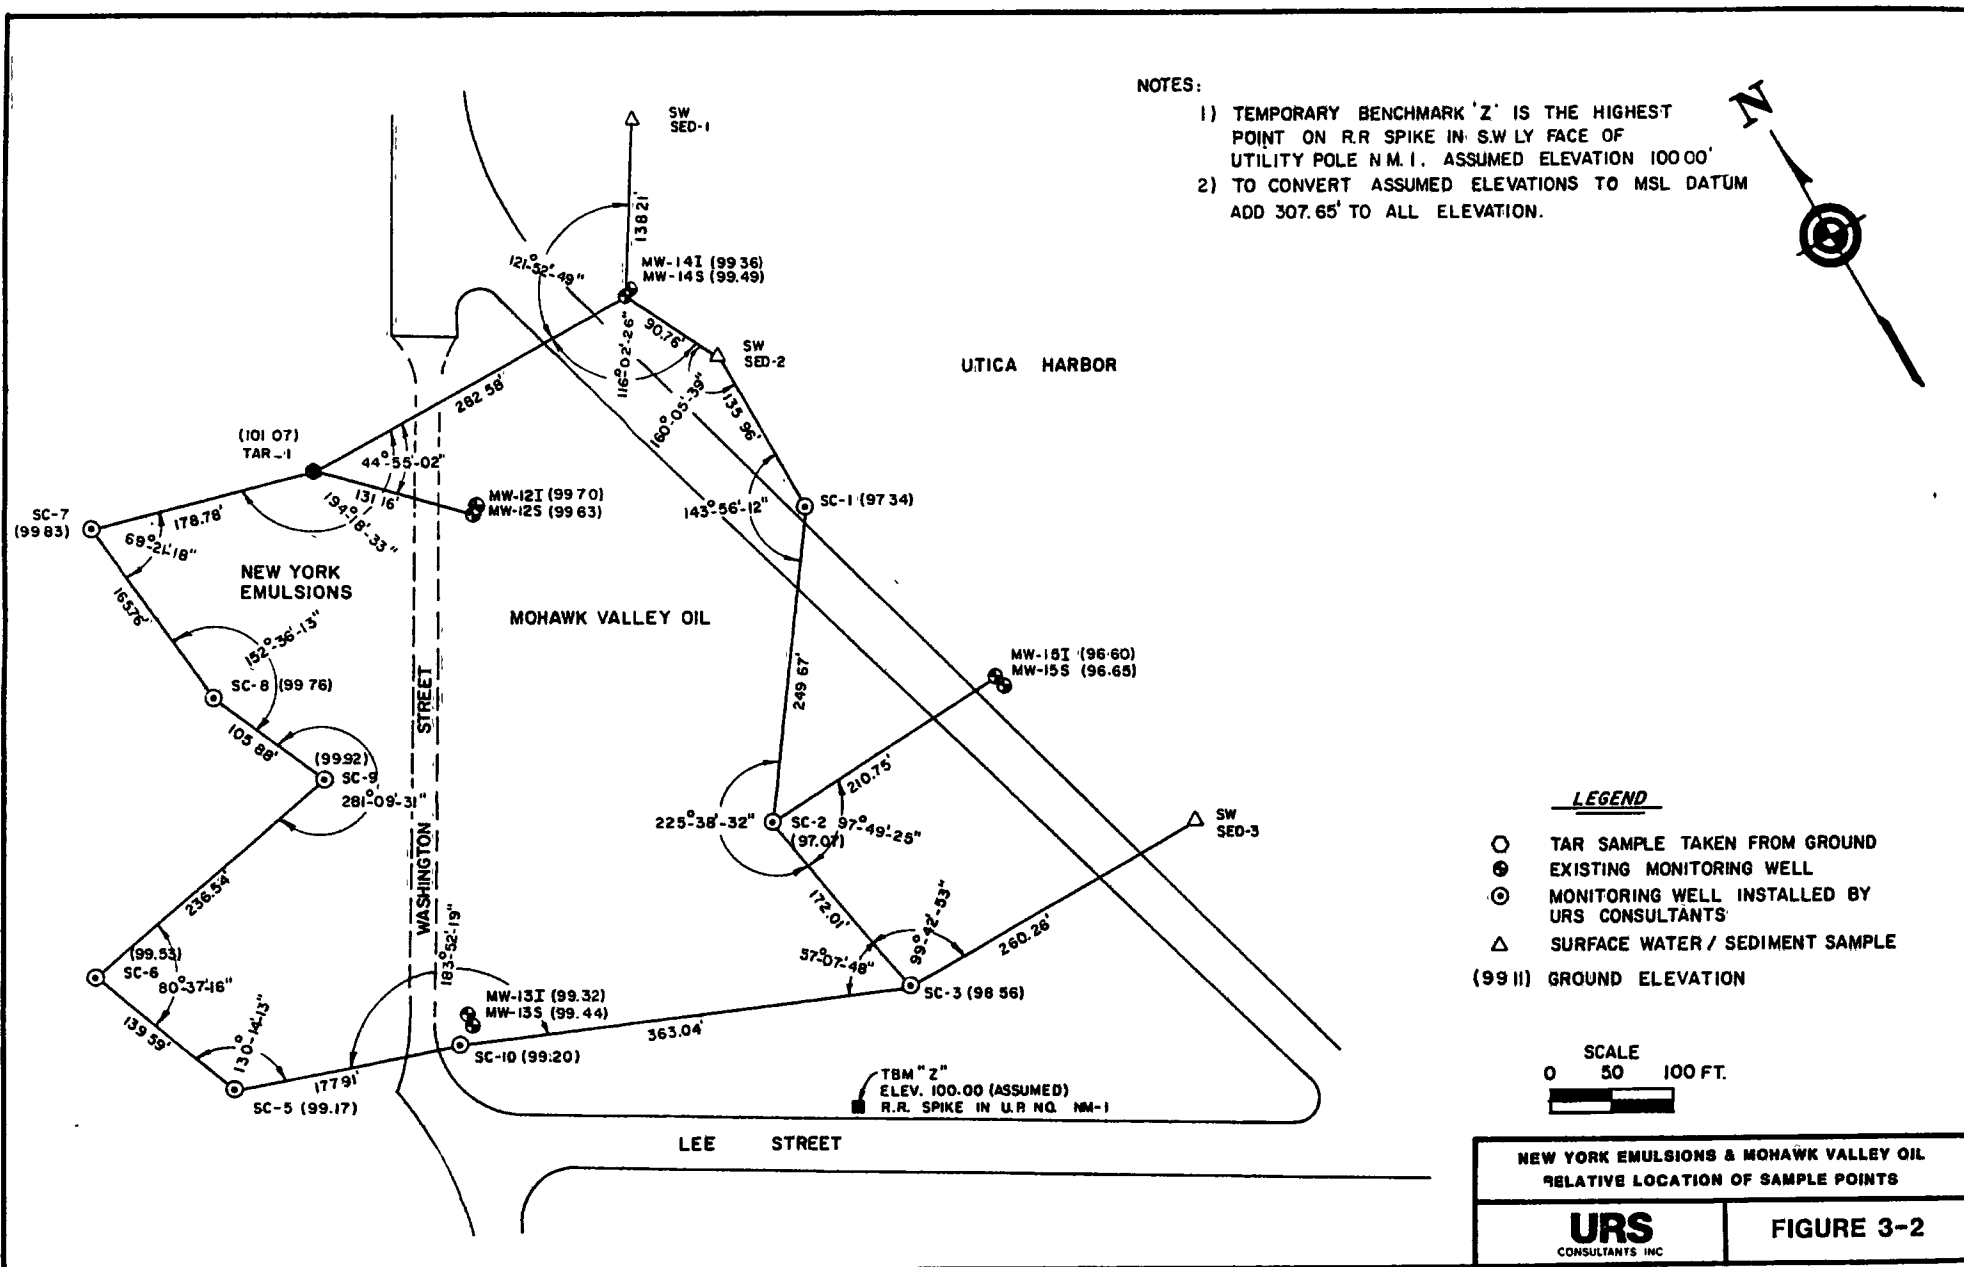 NOTES:
1) TEMPORARY BENCHMARK 'Z' IS THE HIGHEST
POINT ON R.R SPIKE IN S.W LY FACE OF
UTILITY POLE N M. 1. ASSUMED ELEVATION 100 00'
2) TO CONVERT ASSUMED ELEVATIONS TO MSL DATUM
ADD 307.65' TO ALL ELEVATION.
N
SW
SED-1
138 21'
121°-52'-49"
MW-14I (99 36)
MW-14S (99.49)
90.76'
116°-02'-26"
SW
SED-2
UTICA HARBOR
160°-05'-39"
135 96'
282 58'
(101 07)
TAR-1
44°-55'-02"
131 16'
194°-18'-33"
MW-12I (99 70)
MW-12S (99 63)
143°-56'-12"
SC-1 (97 34)
SC-7
(99 83)
178.78'
69°-21'-18"
NEW YORK
EMULSIONS
165.76'
152°-36'-13"
MOHAWK VALLEY OIL
249 67'
MW-15I (96.60)
MW-15S (96.65)
SC-8 (99 76)
105 88'
(99.92)
SC-9
281°-09'-31"
WASHINGTON STREET
210.75'
225°-38'-32"
SC-2
(97.07)
97°-49'-25"
SW
SED-3
236.54'
172.01'
99°-42'-53"
260.26'
57°-07'-48"
(99.53)
SC-6
80°-37'-16"
183°-52'-19"
MW-13I (99.32)
MW-13S (99.44)
SC-3 (98 56)
139 59'
130°-14'-13"
363.04'
SC-10 (99.20)
177 91'
SC-5 (99.17)
TBM "Z"
ELEV. 100.00 (ASSUMED)
R.R. SPIKE IN U.P. NO. NM-1
LEE STREET
LEGEND
TAR SAMPLE TAKEN FROM GROUND
EXISTING MONITORING WELL
MONITORING WELL INSTALLED BY
URS CONSULTANTS
SURFACE WATER / SEDIMENT SAMPLE
(99 11) GROUND ELEVATION
SCALE
0 50 100 FT.
NEW YORK EMULSIONS & MOHAWK VALLEY OIL
RELATIVE LOCATION OF SAMPLE POINTS
URS
CONSULTANTS INC
FIGURE 3-2